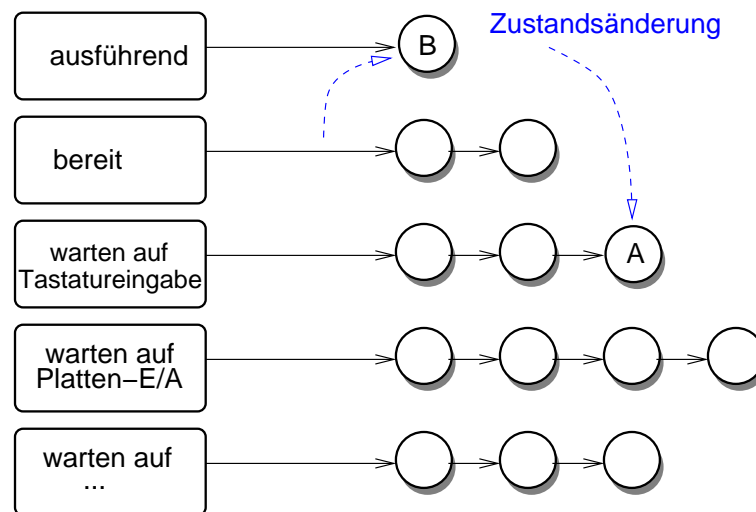 Zustandsänderung
ausführend
B
bereit
warten auf
Tastatureingabe
A
warten auf
Platten−E/A
warten auf
...